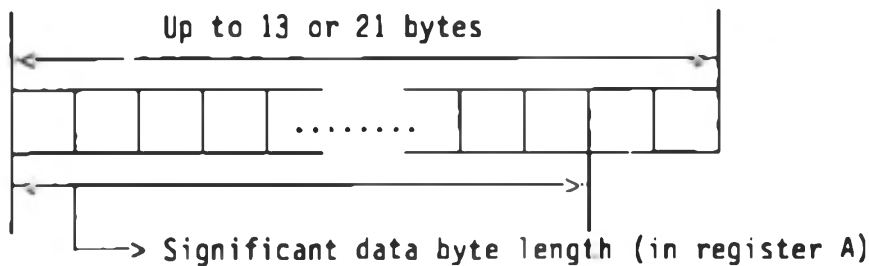 Up to 13 or 21 bytes
........
Significant data byte length (in register A)